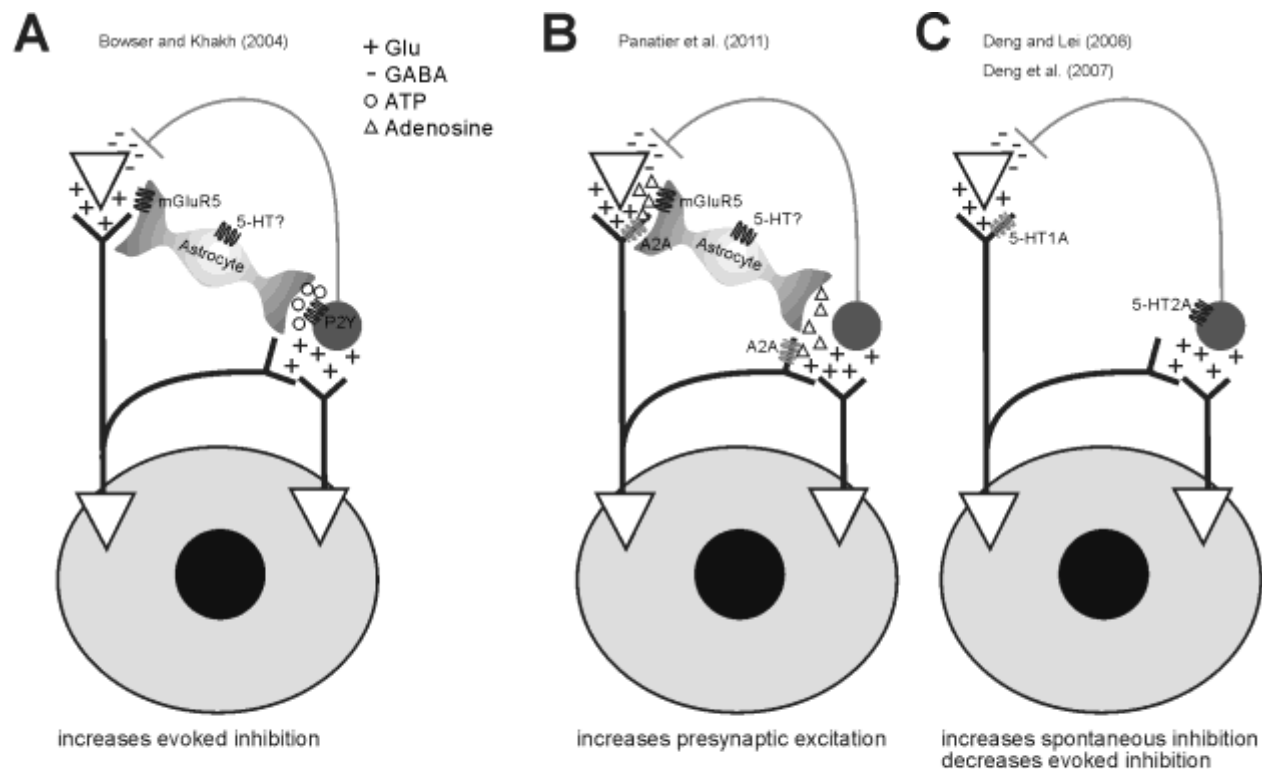 A
Bowser and Khakh (2004)
+ Glu
- GABA
○ ATP
△ Adenosine
mGluR5
5-HT?
Astrocyte
P2Y
increases evoked inhibition
B
Panatier et al. (2011)
mGluR5
5-HT?
A2A
Astrocyte
A2A
increases presynaptic excitation
C
Deng and Lei (2008)
Deng et al. (2007)
5-HT1A
5-HT2A
increases spontaneous inhibition
decreases evoked inhibition